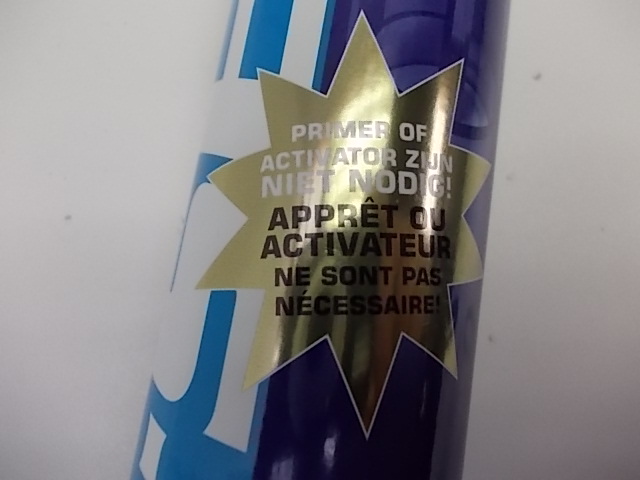 PRIMER OF
ACTIVATOR ZIJN
NIET NODIG!
APPRÊT OU
ACTIVATEUR
NE SONT PAS
NÉCESSAIRE!